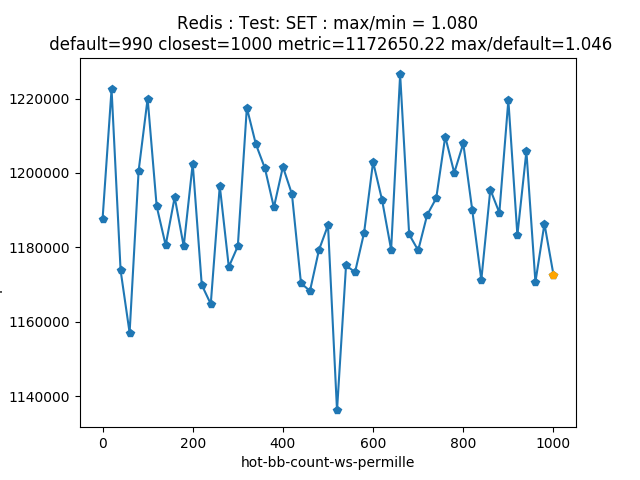 Redis : Test: SET : max/min = 1.080
default=990 closest=1000 metric=1172650.22 max/default=1.046
1220000
1200000
1180000
1160000
1140000
0 200 400 600 800 1000
hot-bb-count-ws-permille